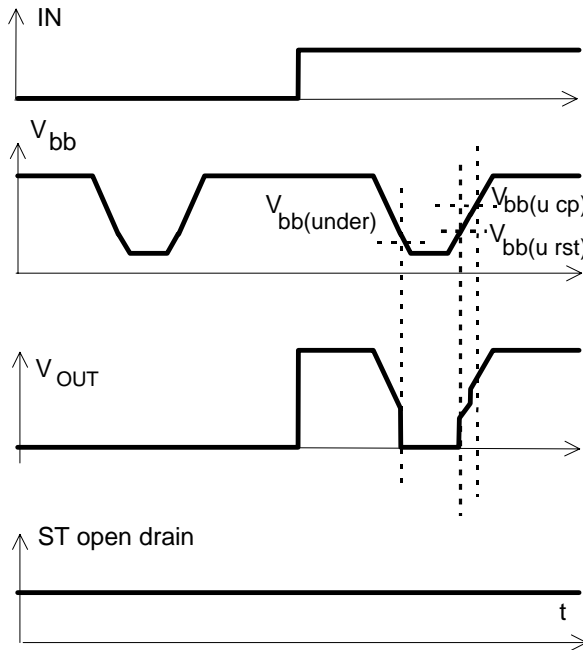 IN
V bb
V bb(under)
V bb(u cp)
V bb(u rst)
V OUT
ST open drain
t